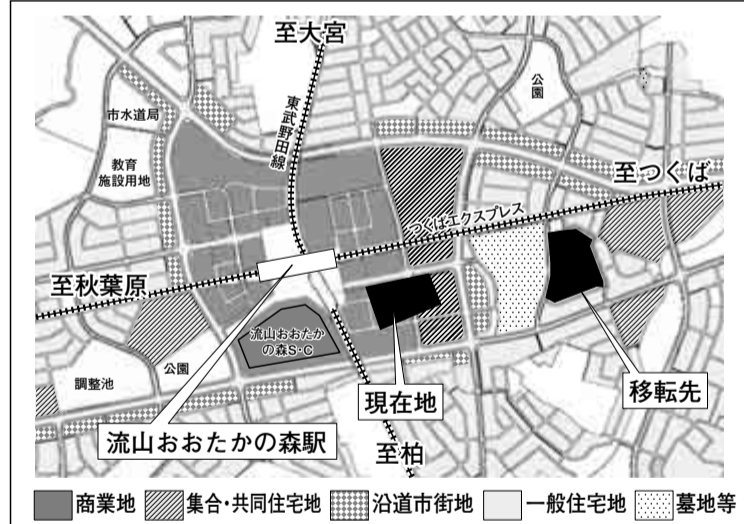 至大宮
公園
市水道局
東武野田線
教育
施設用地
至つくば
つくばエクスプレス
至秋葉原
流山おおたか
の森S・C
公園
調整池
現在地
移転先
流山おおたかの森駅
至柏
商業地
集合・共同住宅地
沿道市街地
一般住宅地
墓地等